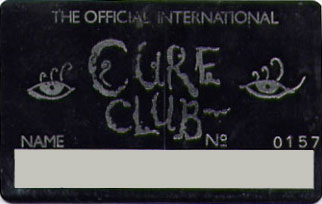 THE OFFICIAL INTERNATIONAL
CURE
CLUB
NAME Nº 0157